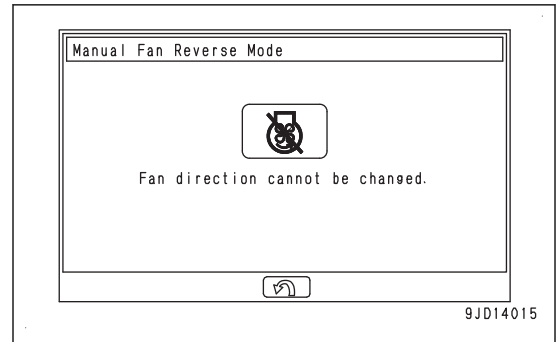 Manual Fan Reverse Mode
Fan direction cannot be changed.
9JD14015